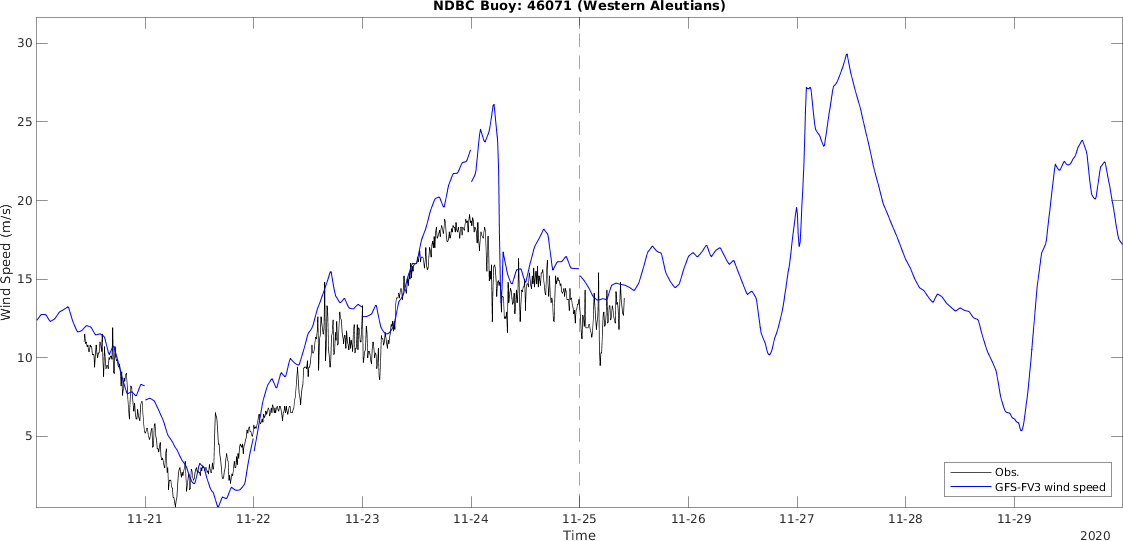 NDBC Buoy: 46071 (Western Aleutians)
Wind Speed (m/s)
30
25
20
15
10
5
11-21 11-22 11-23 11-24 11-25 11-26 11-27 11-28 11-29
Time
2020
Obs.
GFS-FV3 wind speed